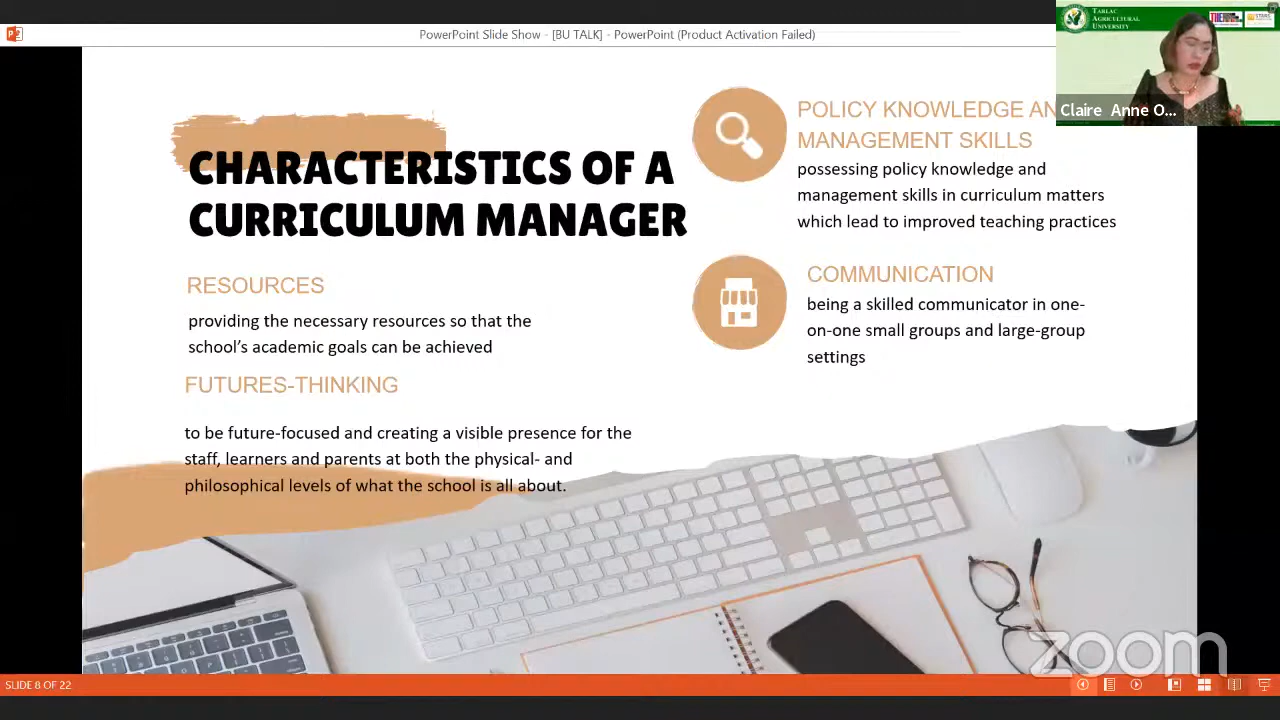 PowerPoint Slide Show - [BU TALK] - PowerPoint (Product Activation Failed)
TARLAC
AGRICULTURAL
UNIVERSITY
Claire Anne O...
CHARACTERISTICS OF A
CURRICULUM MANAGER
RESOURCES
providing the necessary resources so that the
school's academic goals can be achieved
FUTURES-THINKING
to be future-focused and creating a visible presence for the
staff, learners and parents at both the physical- and
philosophical levels of what the school is all about.
POLICY KNOWLEDGE AN
MANAGEMENT SKILLS
possessing policy knowledge and
management skills in curriculum matters
which lead to improved teaching practices
COMMUNICATION
being a skilled communicator in one-
on-one small groups and large-group
settings
zoom
SLIDE 8 OF 22